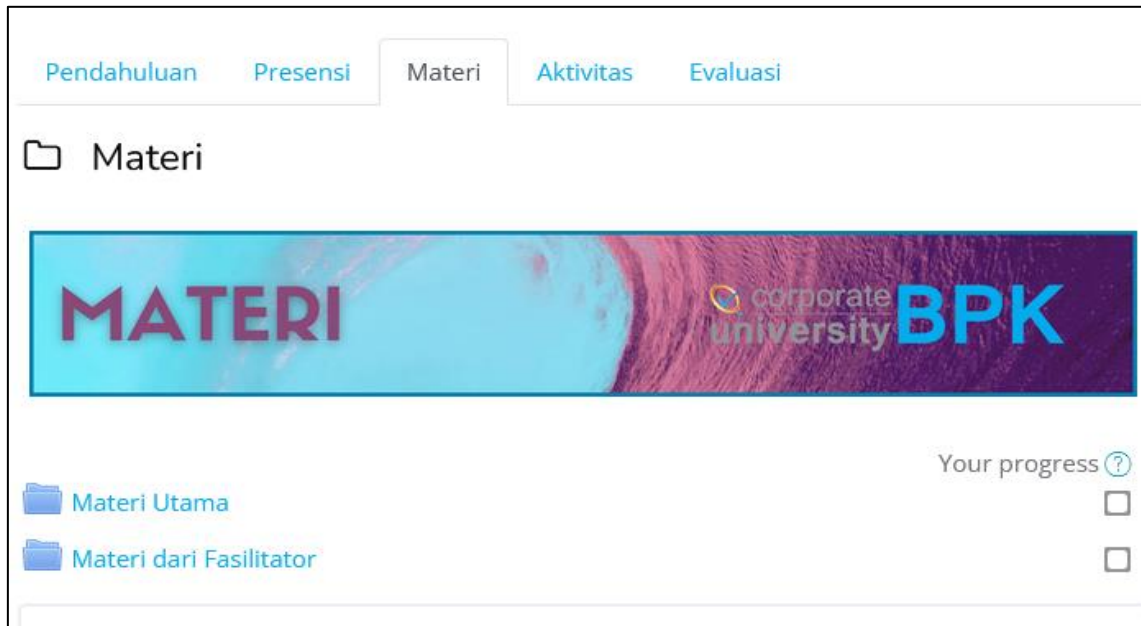 Pendahuluan Presensi Materi Aktivitas Evaluasi
Materi
MATERI
corporate university BPK
Your progress ?
Materi Utama
Materi dari Fasilitator